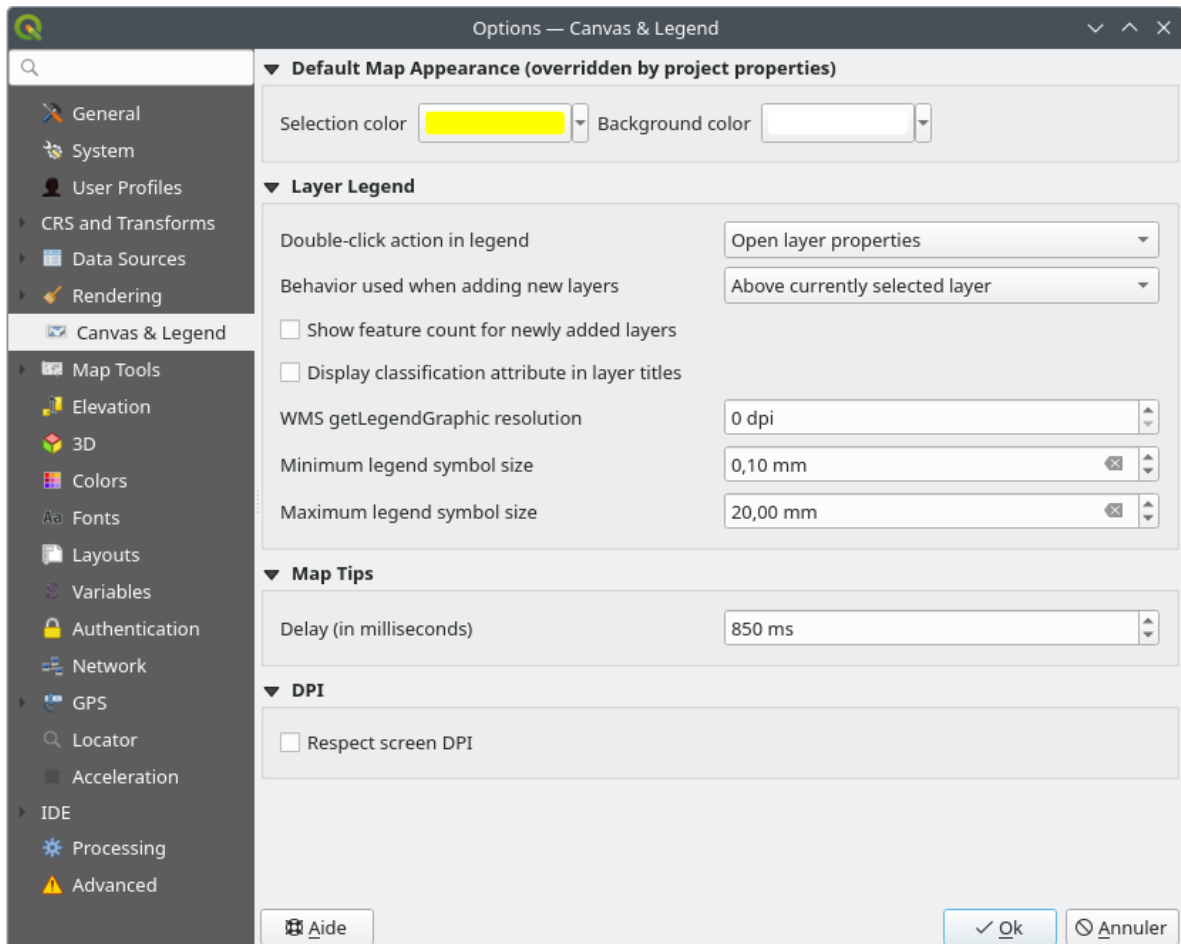 Options — Canvas & Legend
General
System
User Profiles
CRS and Transforms
Data Sources
Rendering
Canvas & Legend
Map Tools
Elevation
3D
Colors
Fonts
Layouts
Variables
Authentication
Network
GPS
Locator
Acceleration
IDE
Processing
Advanced
Default Map Appearance (overridden by project properties)
Selection color Background color
Layer Legend
Double-click action in legend Open layer properties
Behavior used when adding new layers Above currently selected layer
Show feature count for newly added layers
Display classification attribute in layer titles
WMS getLegendGraphic resolution 0 dpi
Minimum legend symbol size 0,10 mm
Maximum legend symbol size 20,00 mm
Map Tips
Delay (in milliseconds) 850 ms
DPI
Respect screen DPI
Aide Ok Annuler